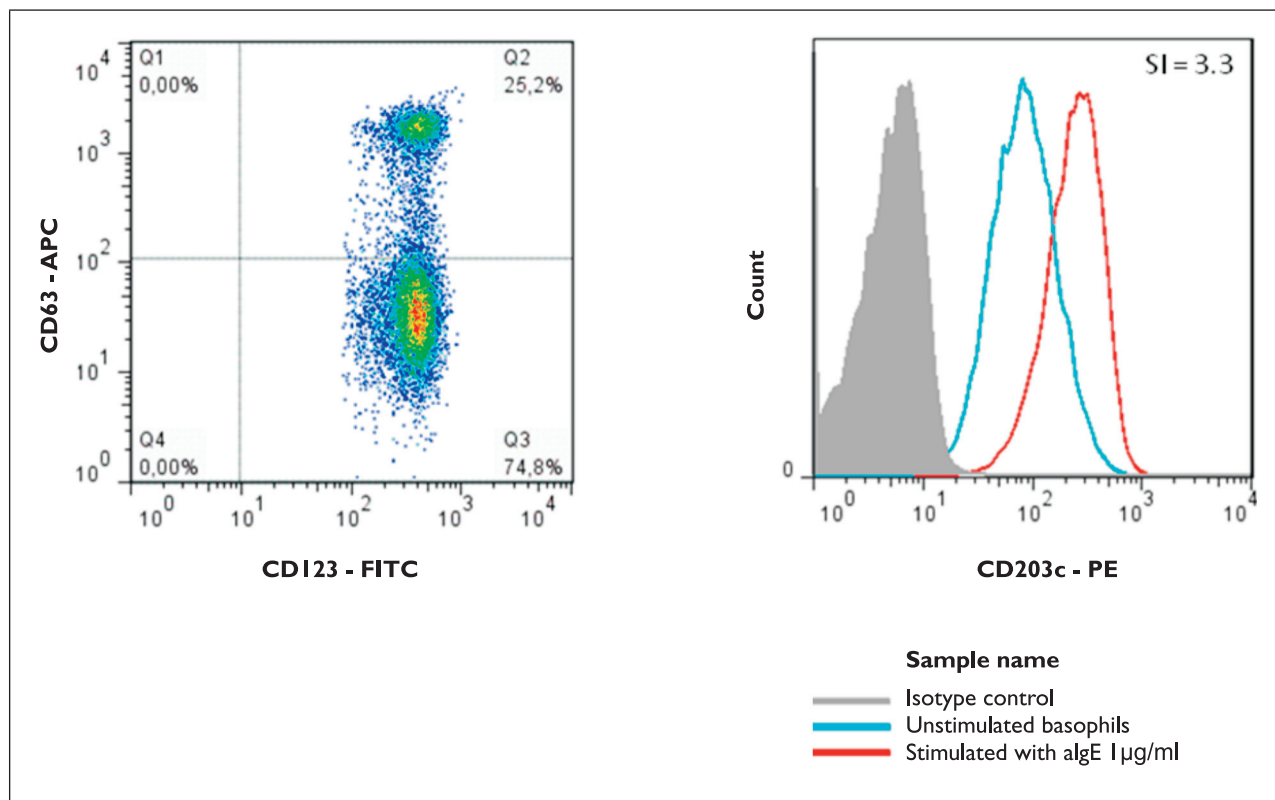 Q1
0,00%
Q2
25,2%
Q4
0,00%
Q3
74,8%
10^4
10^3
10^2
10^1
10^0
10^0 10^1 10^2 10^3
CD63 - APC
CD123 - FITC
SI = 3.3
Count
0
10^0 10^1 10^2 10^3 10^4
CD203c - PE
Sample name
Isotype control
Unstimulated basophils
Stimulated with aIgE 1µg/ml